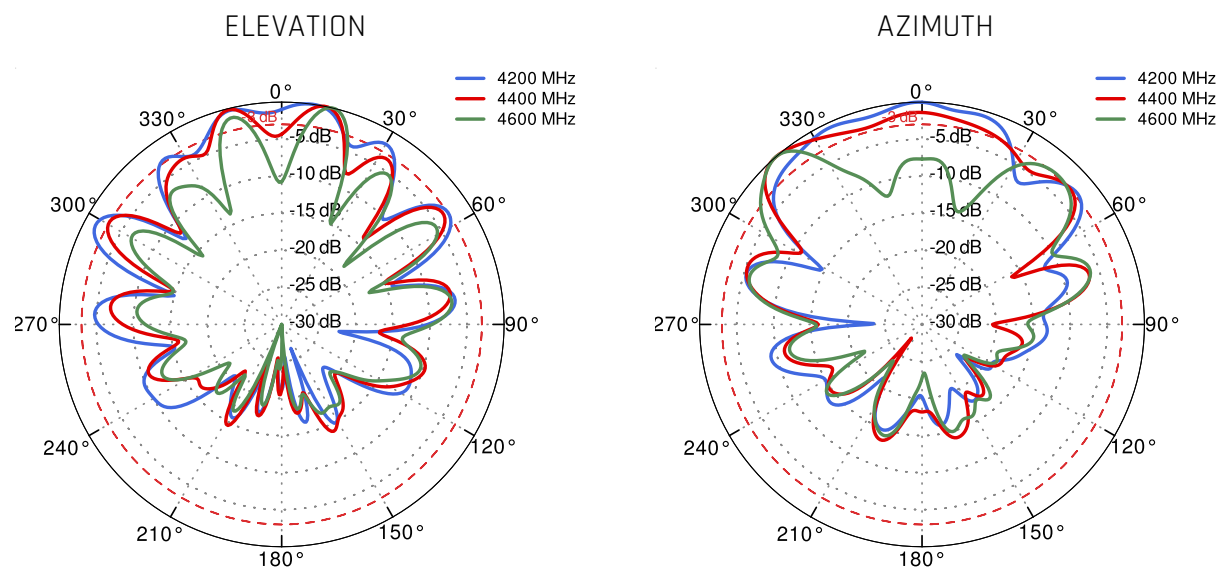 ELEVATION
AZIMUTH
4200 MHz
4400 MHz
4600 MHz
0°
330°
30°
-3 dB
-5 dB
-10 dB
300°
60°
-15 dB
-20 dB
-25 dB
270°
-30 dB
90°
240°
120°
210°
150°
180°
4200 MHz
4400 MHz
4600 MHz
0°
330°
30°
-3 dB
-5 dB
-10 dB
300°
60°
-15 dB
-20 dB
-25 dB
270°
-30 dB
90°
240°
120°
210°
150°
180°